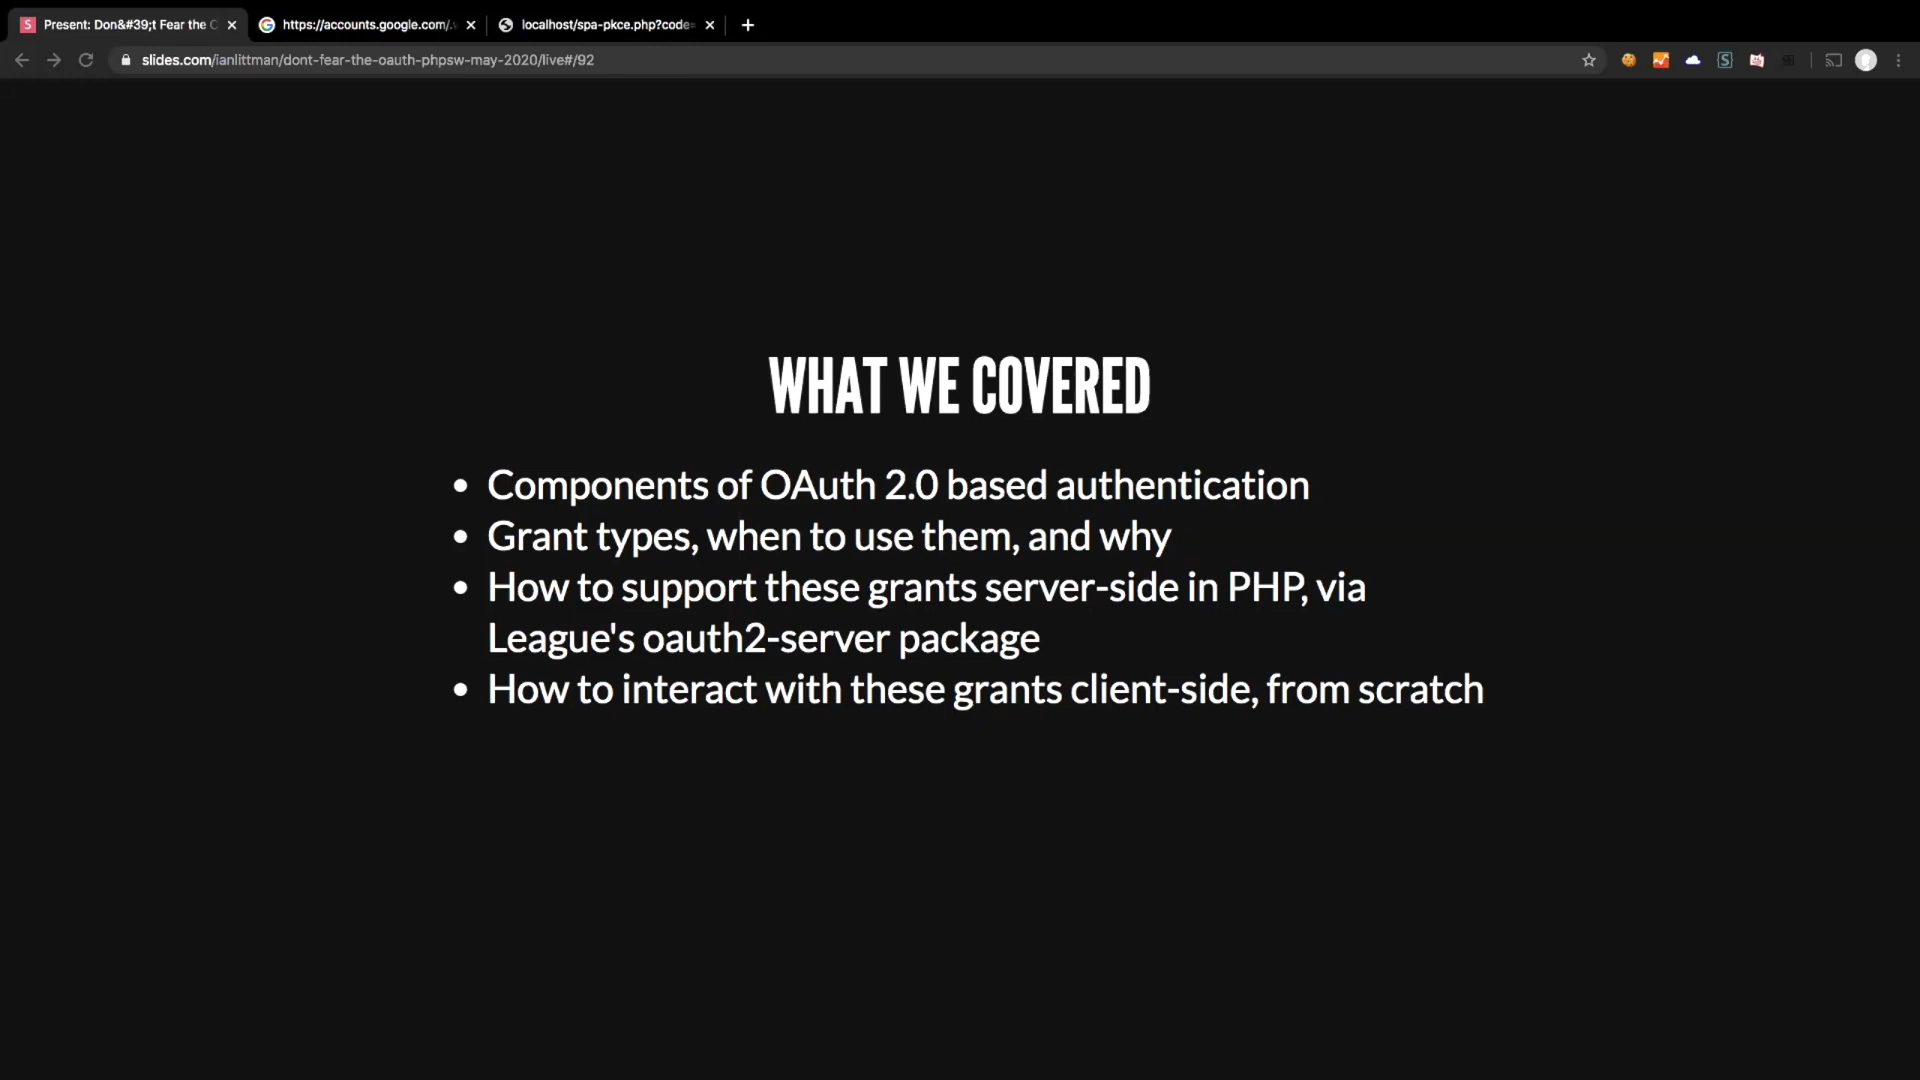 Present: Don&#39;t Fear the
https://accounts.google.com/.
localhost/spa-pkce.php?code=
slides.com/ianlittman/dont-fear-the-oauth-phpsw-may-2020/live#/92
WHAT WE COVERED
• Components of OAuth 2.0 based authentication
• Grant types, when to use them, and why
• How to support these grants server-side in PHP, via
League's oauth2-server package
• How to interact with these grants client-side, from scratch